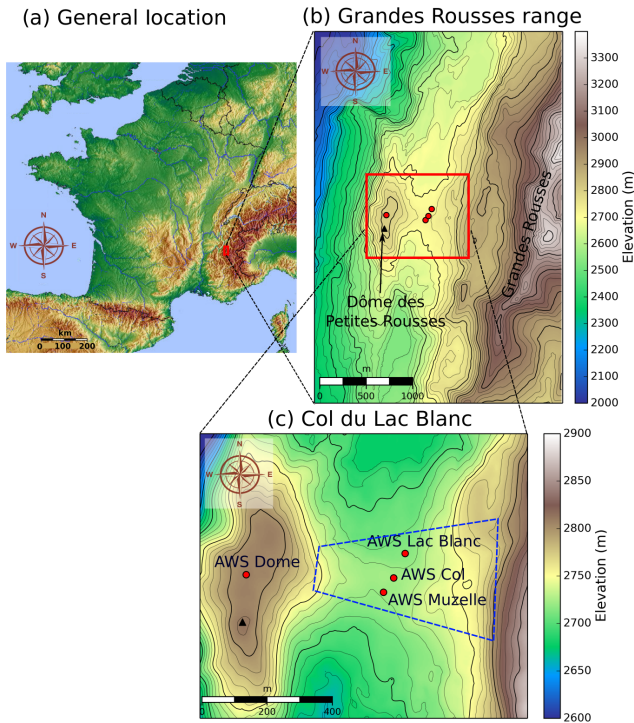 (a) General location
N
W
E
S
km
0 100 200
(b) Grandes Rousses range
N
W
E
S
Grandes Rousses
Dôme des
Petites Rousses
m
0
500
1000
3300
3200
3100
3000
2900
2800
2700
2600
2500
2400
2300
2200
2100
2000
Elevation (m)
(c) Col du Lac Blanc
N
W
E
S
AWS Lac Blanc
AWS Dome
AWS Col
AWS Muzelle
m
0
200
400
2900
2850
2800
2750
2700
2650
2600
Elevation (m)